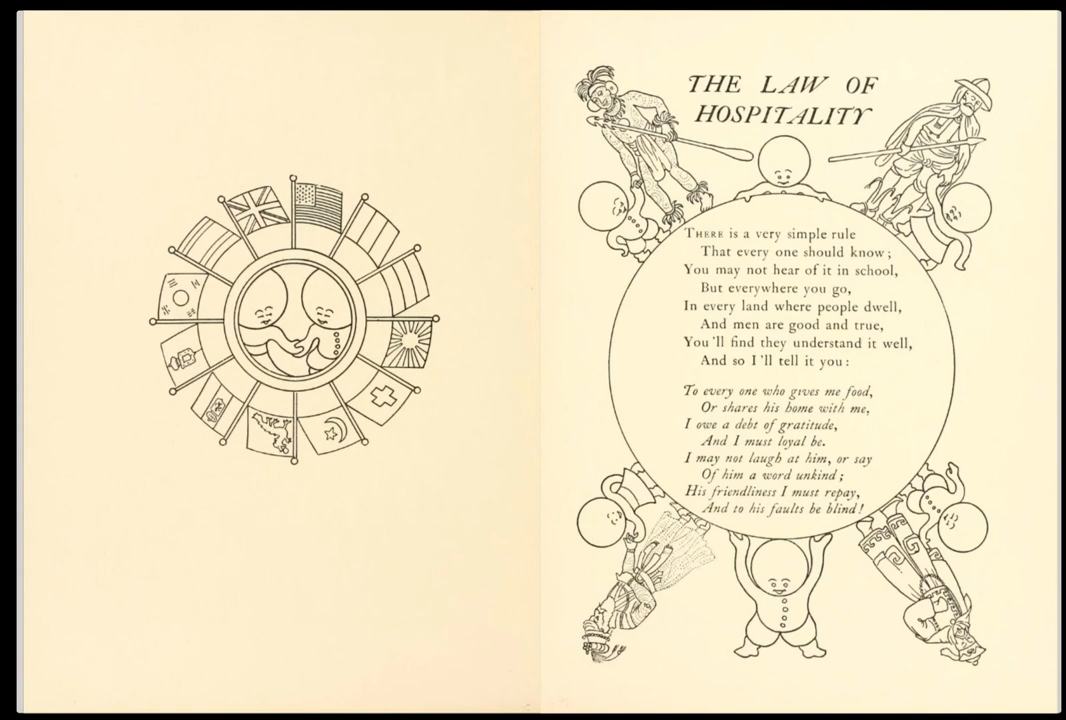 THE LAW OF
HOSPITALITY
THERE is a very simple rule
That every one should know;
You may not hear of it in school,
But everywhere you go,
In every land where people dwell,
And men are good and true,
You'll find they understand it well,
And so I'll tell it you:
To every one who gives me food,
Or shares his home with me,
I owe a debt of gratitude,
And I must loyal be.
I may not laugh at him, or say
Of him a word unkind;
His friendliness I must repay,
And to his faults be blind!